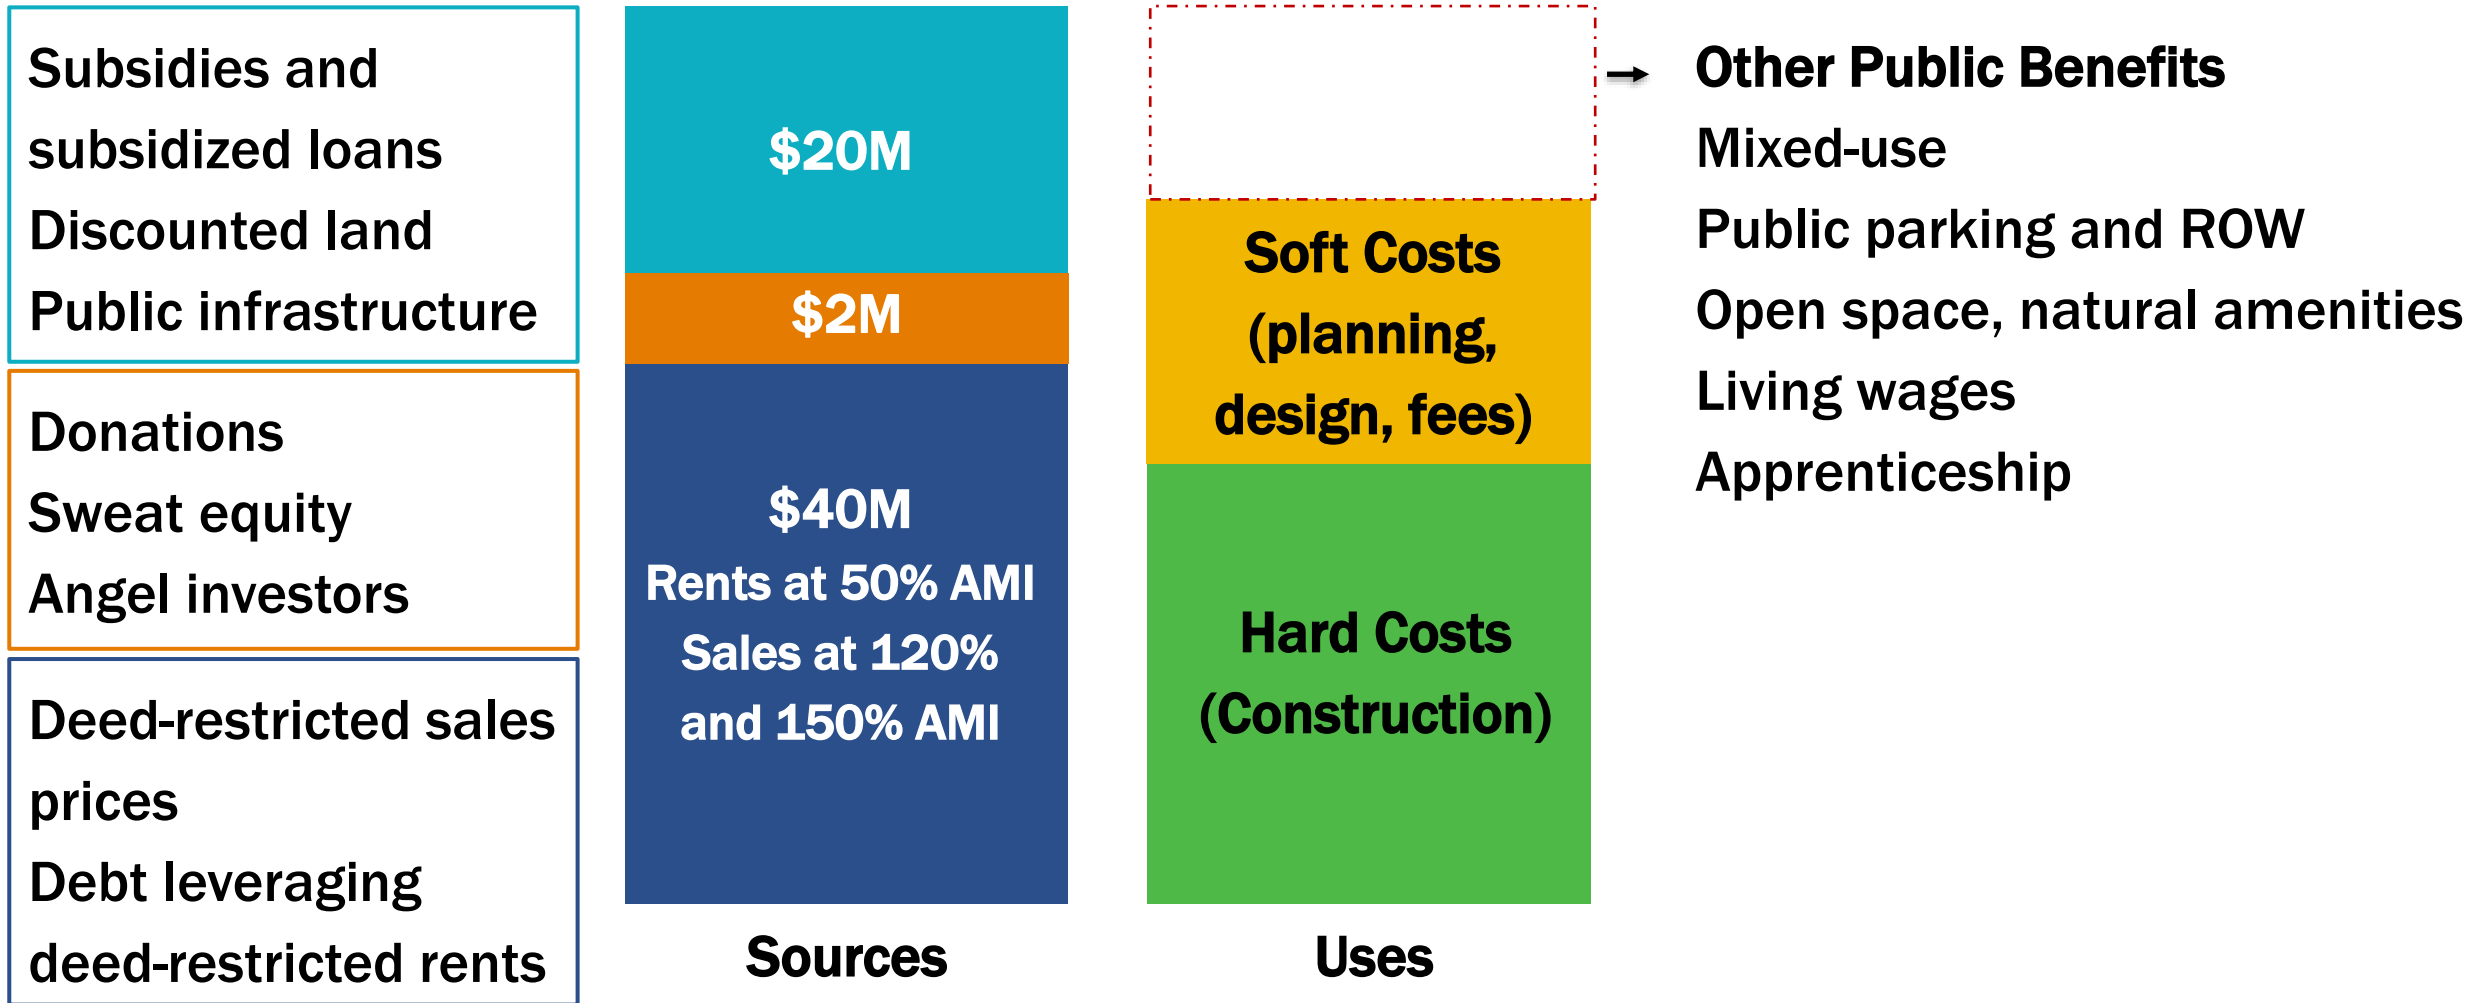 Subsidies and
subsidized loans
Discounted land
Public infrastructure
Donations
Sweat equity
Angel investors
Deed-restricted sales
prices
Debt leveraging
deed-restricted rents
$20M
$2M
$40M
Rents at 50% AMI
Sales at 120%
and 150% AMI
Sources
Soft Costs
(planning,
design, fees)
Hard Costs
(Construction)
Uses
Other Public Benefits
Mixed-use
Public parking and ROW
Open space, natural amenities
Living wages
Apprenticeship